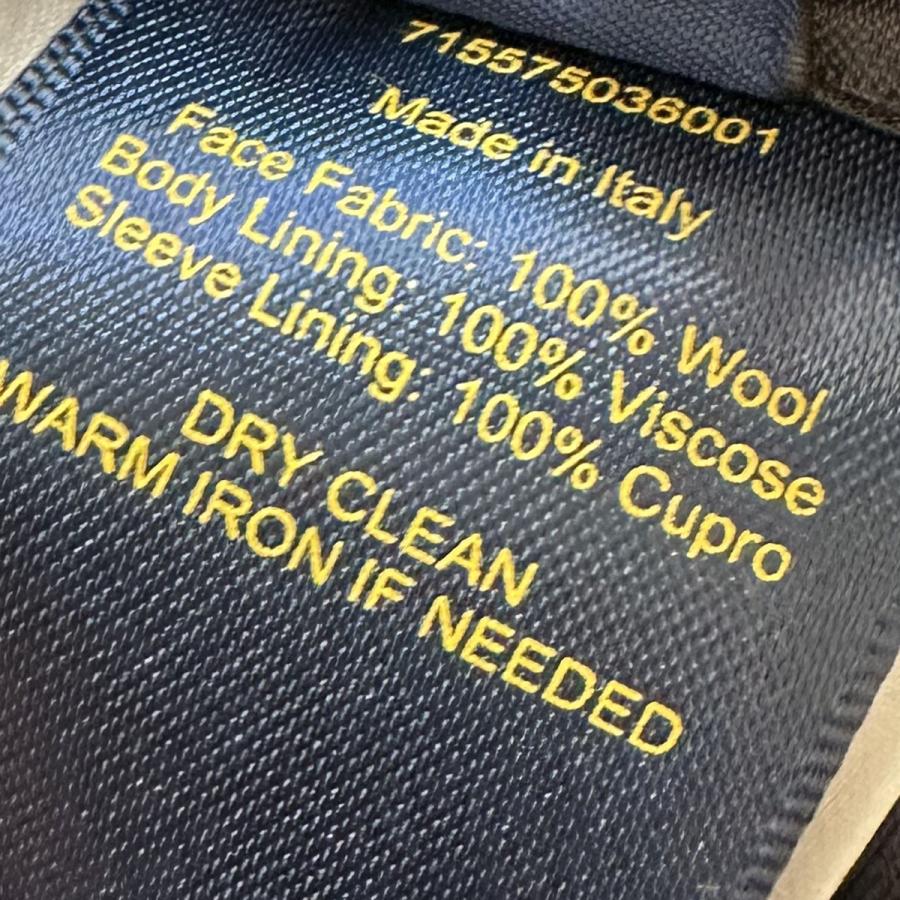 715575036001
Made in Italy
Face Fabric: 100% Wool
Body Lining: 100% Viscose
Sleeve Lining: 100% Cupro
DRY CLEAN
WARM IRON IF NEEDED